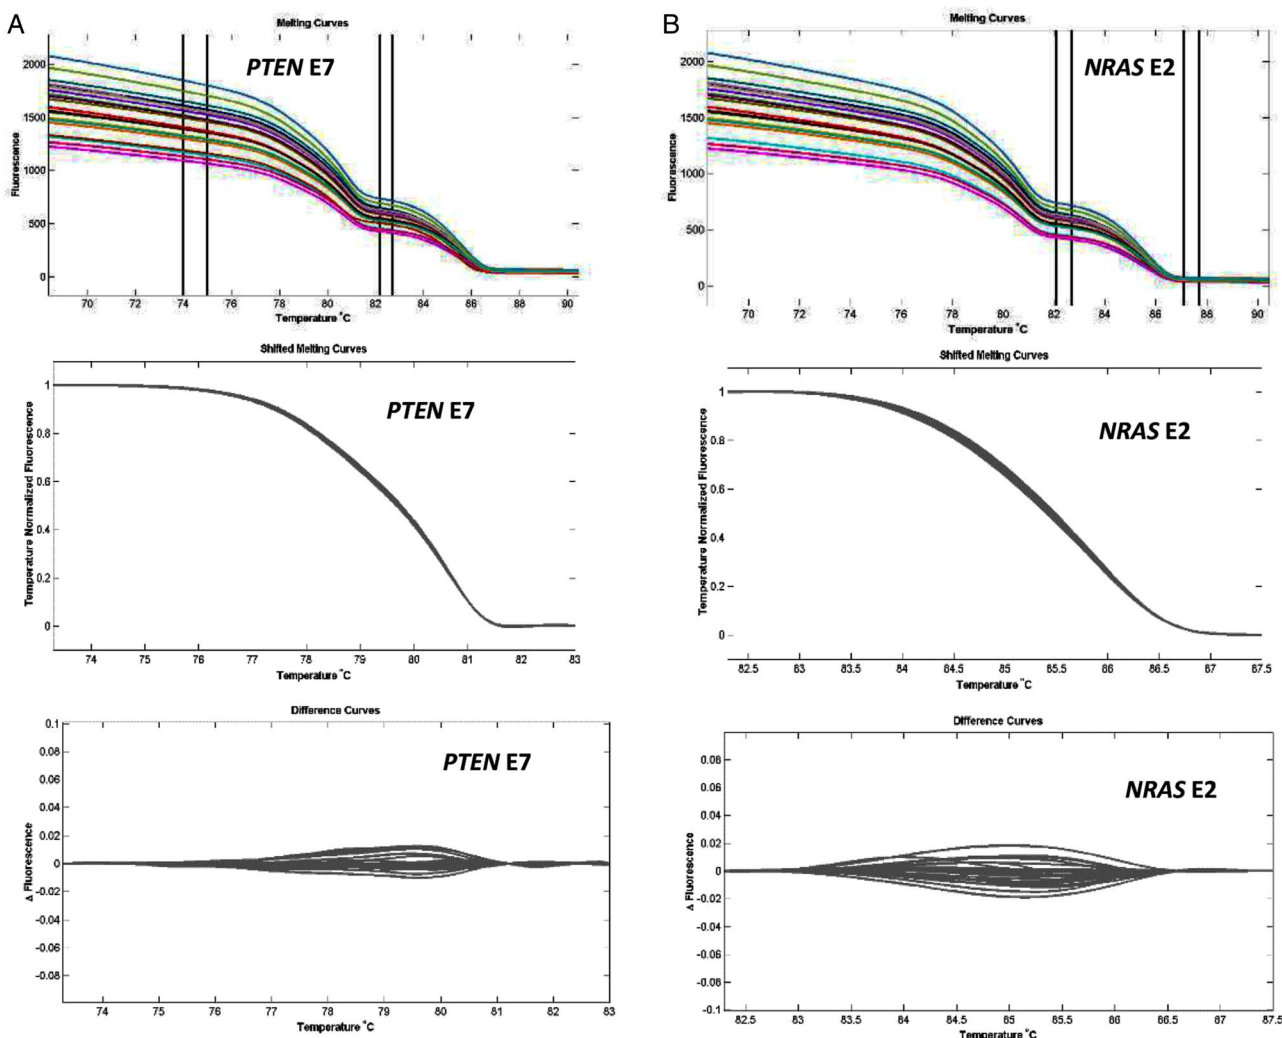 A
Melting Curves
PTEN E7
2000
1500
1000
500
0
Fluorescence
70 72 74 76 78 80 82 84 86 88 90
Temperature °C
Shifted Melting Curves
PTEN E7
1
0.8
0.6
0.4
0.2
0
Temperature Normalized Fluorescence
74 75 76 77 78 79 80 81 82 83
Temperature °C
Difference Curves
PTEN E7
0.1
0.08
0.06
0.04
0.02
0
-0.02
-0.04
-0.06
-0.08
Δ Fluorescence
74 75 76 77 78 79 80 81 82 83
Temperature °C
B
Melting Curves
NRAS E2
2000
1500
1000
500
0
Fluorescence
70 72 74 76 78 80 82 84 86 88 90
Temperature °C
Shifted Melting Curves
NRAS E2
1
0.8
0.6
0.4
0.2
0
Temperature Normalized Fluorescence
82.5 83 83.5 84 84.5 85 85.5 86 86.5 87 87.5
Temperature °C
Difference Curves
NRAS E2
0.08
0.06
0.04
0.02
0
-0.02
-0.04
-0.06
-0.08
-0.1
Δ Fluorescence
82.5 83 83.5 84 84.5 85 85.5 86 86.5 87 87.5
Temperature °C